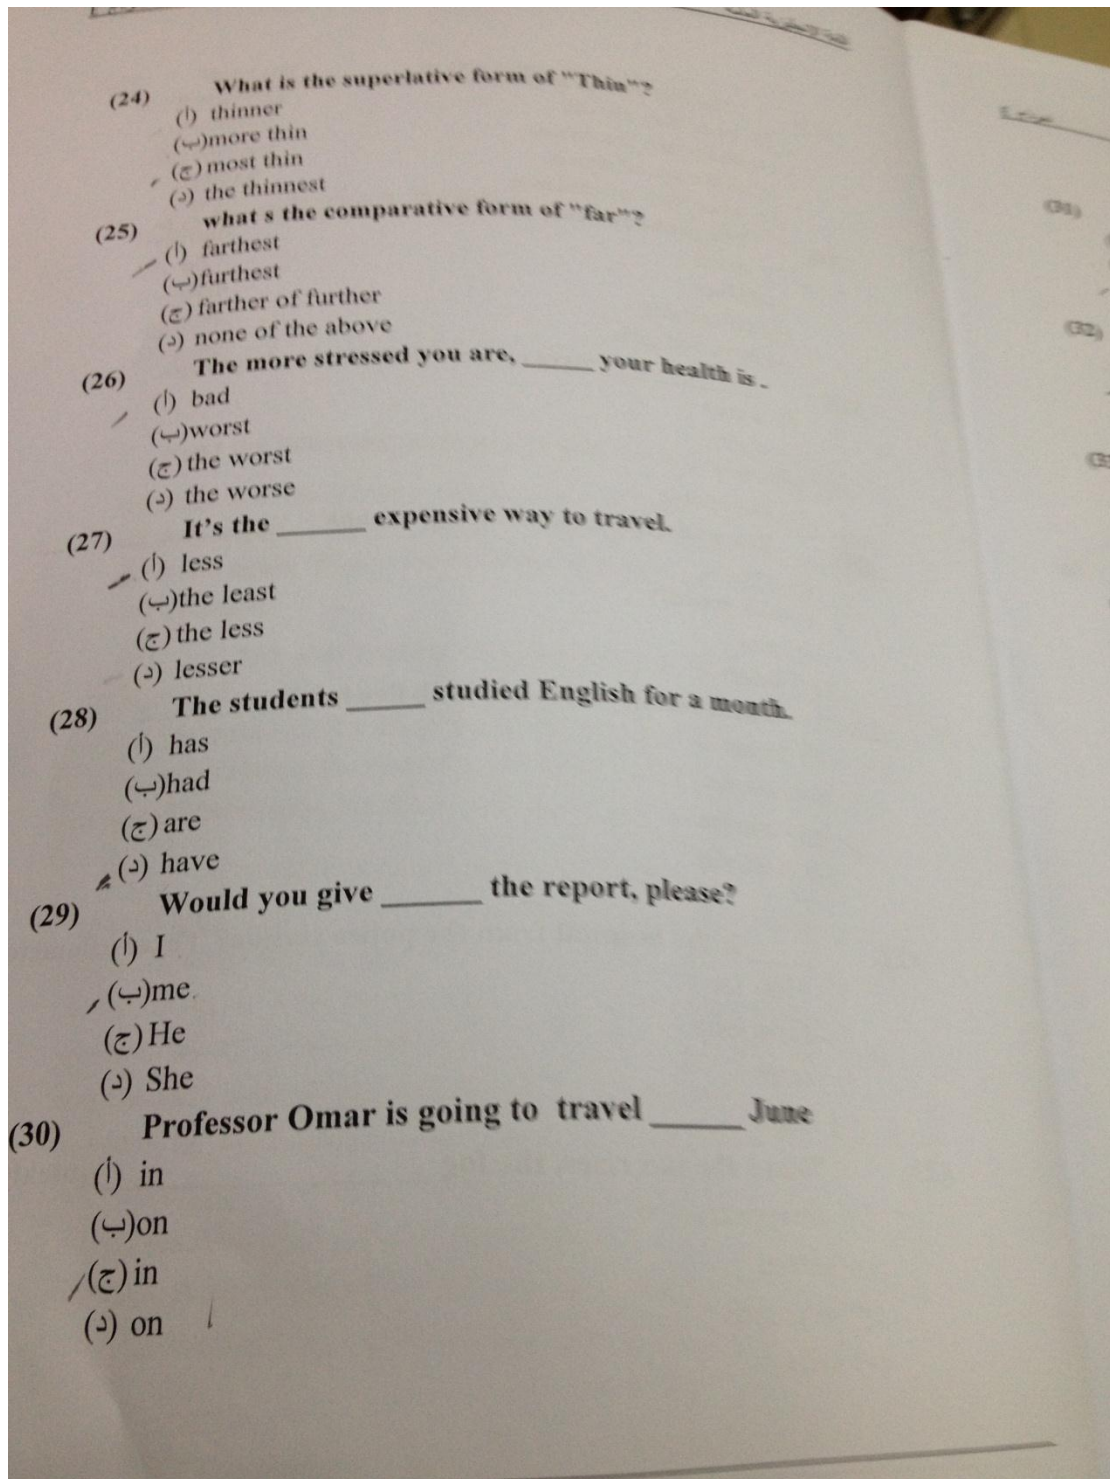 (24) What is the superlative form of "Thin"?
(أ) thinner
(ب)more thin
(ج) most thin
(د) the thinnest
(25) what s the comparative form of "far"?
(أ) farthest
(ب)furthest
(ج) farther of further
(د) none of the above
(26) The more stressed you are, _____ your health is .
(أ) bad
(ب)worst
(ج) the worst
(د) the worse
(27) It's the ______ expensive way to travel.
(أ) less
(ب)the least
(ج) the less
(د) lesser
(28) The students _____ studied English for a month.
(أ) has
(ب)had
(ج) are
(د) have
(29) Would you give ______ the report, please?
(أ) I
(ب)me.
(ج) He
(د) She
(30) Professor Omar is going to travel ______ June
(أ) in
(ب)on
(ج) in
(د) on
(31)
(32)